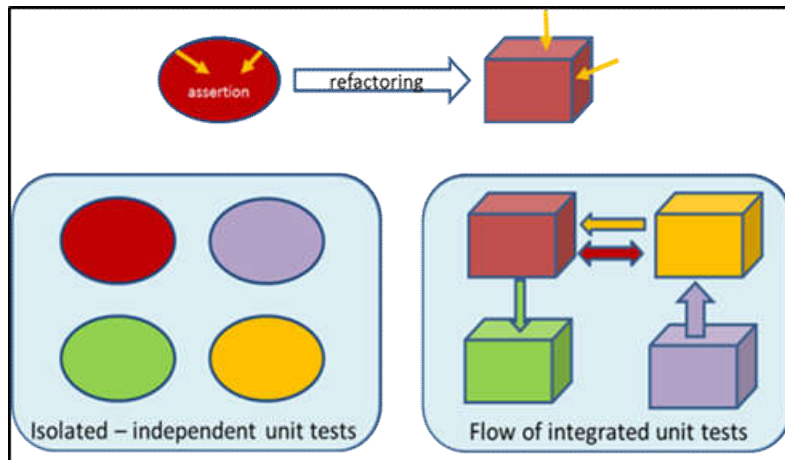 assertion
refactoring
Isolated – independent unit tests
Flow of integrated unit tests